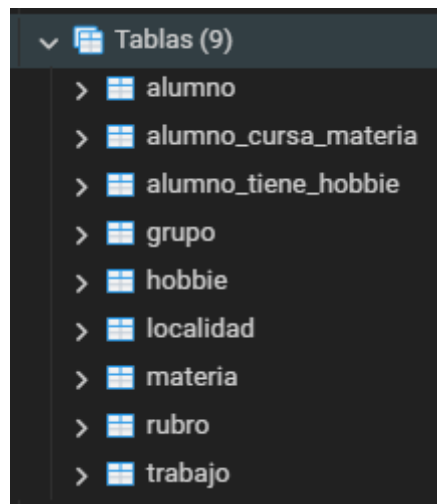 Tablas (9)
alumno
alumno_cursa_materia
alumno_tiene_hobbie
grupo
hobbie
localidad
materia
rubro
trabajo